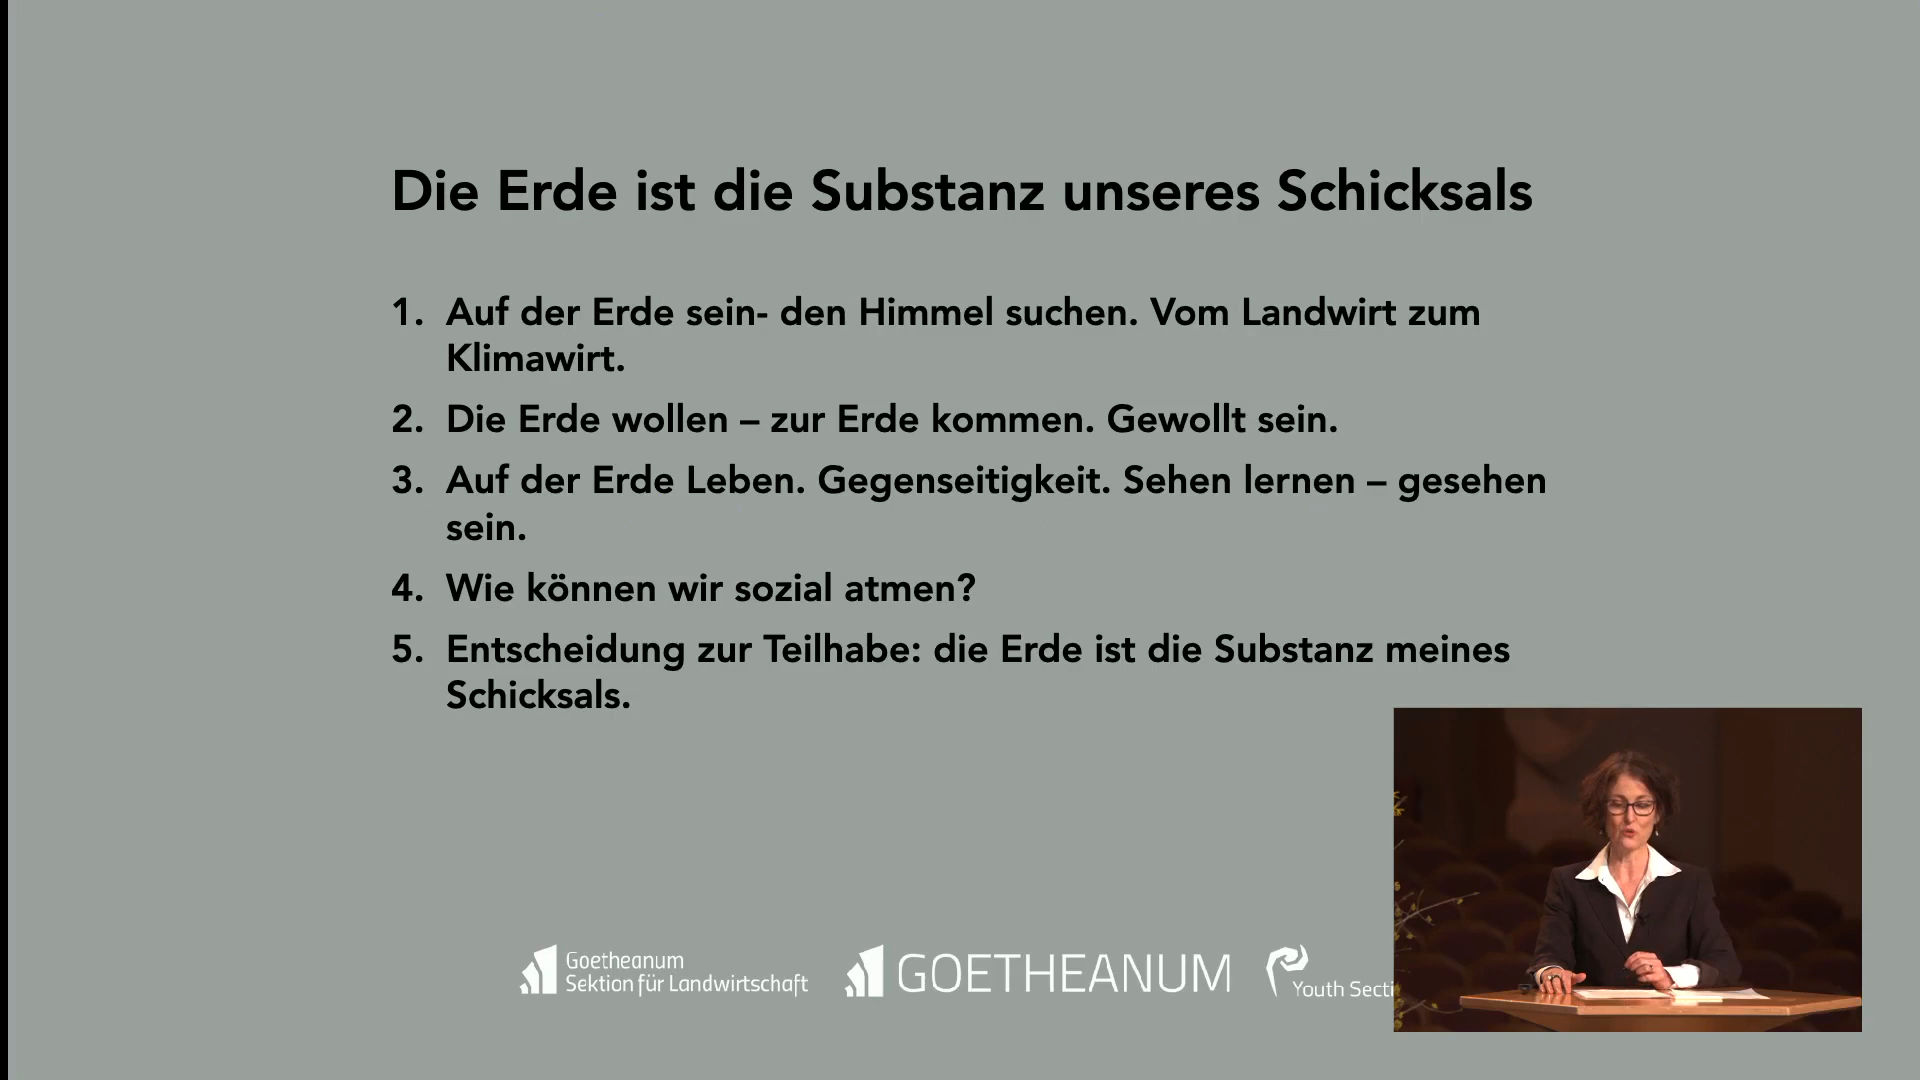 Die Erde ist die Substanz unseres Schicksals
1. Auf der Erde sein- den Himmel suchen. Vom Landwirt zum
Klimawirt.
2. Die Erde wollen – zur Erde kommen. Gewollt sein.
3. Auf der Erde Leben. Gegenseitigkeit. Sehen lernen – gesehen
sein.
4. Wie können wir sozial atmen?
5. Entscheidung zur Teilhabe: die Erde ist die Substanz meines
Schicksals.
Goetheanum
Sektion für Landwirtschaft
GOETHEANUM
Youth Secti